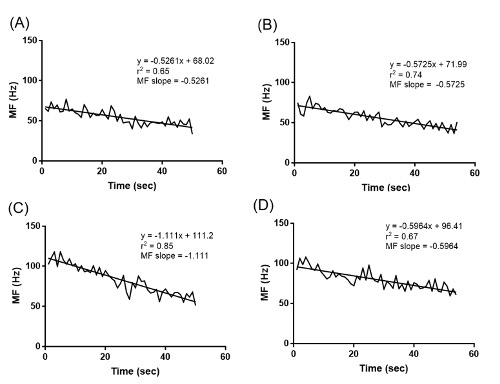 (A)
150
100
50
0
MF (Hz)
y = -0.5261x + 68.02
r² = 0.65
MF slope = -0.5261
0
20
40
60
Time (sec)
(B)
150
100
50
0
MF (Hz)
y = -0.5725x + 71.99
r² = 0.74
MF slope = -0.5725
0
20
40
60
Time (sec)
(C)
150
100
50
0
MF (Hz)
y = -1.111x + 111.2
r² = 0.85
MF slope = -1.111
0
20
40
60
Time (sec)
(D)
150
100
50
0
MF (Hz)
y = -0.5964x + 96.41
r² = 0.67
MF slope = -0.5964
0
20
40
60
Time (sec)